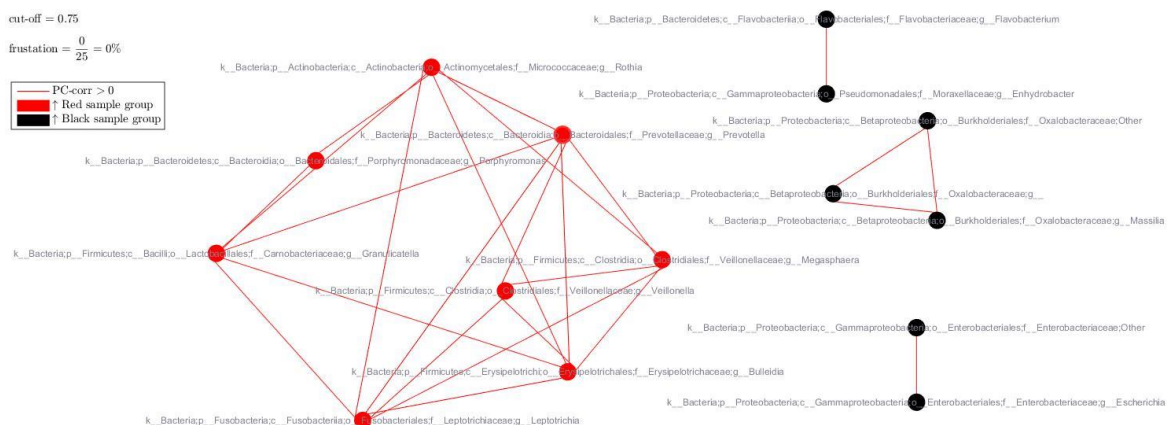 cut-off = 0.75
frustation = 0/25 = 0%
PC-corr > 0
↑ Red sample group
↑ Black sample group
k__Bacteria;p__Bacteroidetes;c__Flavobacteriia;o__Flavobacteriales;f__Flavobacteriaceae;g__Flavobacterium
k__Bacteria;p__Actinobacteria;c__Actinobacteria;o__Actinomycetales;f__Micrococcaceae;g__Rothia
k__Bacteria;p__Proteobacteria;c__Gammaproteobacteria;o__Pseudomonadales;f__Moraxellaceae;g__Enhydrobacter
k__Bacteria;p__Proteobacteria;c__Betaproteobacteria;o__Burkholderiales;f__Oxalobacteraceae;Other
k__Bacteria;p__Bacteroidetes;c__Bacteroidia;o__Bacteroidales;f__Prevotellaceae;g__Prevotella
k__Bacteria;p__Bacteroidetes;c__Bacteroidia;o__Bacteroidales;f__Porphyromonadaceae;g__Porphyromonas
k__Bacteria;p__Proteobacteria;c__Betaproteobacteria;o__Burkholderiales;f__Oxalobacteraceae;g__
k__Bacteria;p__Proteobacteria;c__Betaproteobacteria;o__Burkholderiales;f__Oxalobacteraceae;g__Massilia
k__Bacteria;p__Firmicutes;c__Bacilli;o__Lactobacillales;f__Carnobacteriaceae;g__Granulicatella
k__Bacteria;p__Firmicutes;c__Clostridia;o__Clostridiales;f__Veillonellaceae;g__Megasphaera
k__Bacteria;p__Firmicutes;c__Clostridia;o__Clostridiales;f__Veillonellaceae;g__Veillonella
k__Bacteria;p__Proteobacteria;c__Gammaproteobacteria;o__Enterobacteriales;f__Enterobacteriaceae;Other
k__Bacteria;p__Firmicutes;c__Erysipelotrichi;o__Erysipelotrichales;f__Erysipelotrichaceae;g__Bulleidia
k__Bacteria;p__Proteobacteria;c__Gammaproteobacteria;o__Enterobacteriales;f__Enterobacteriaceae;g__Escherichia
k__Bacteria;p__Fusobacteria;c__Fusobacteriia;o__Fusobacteriales;f__Leptotrichiaceae;g__Leptotrichia